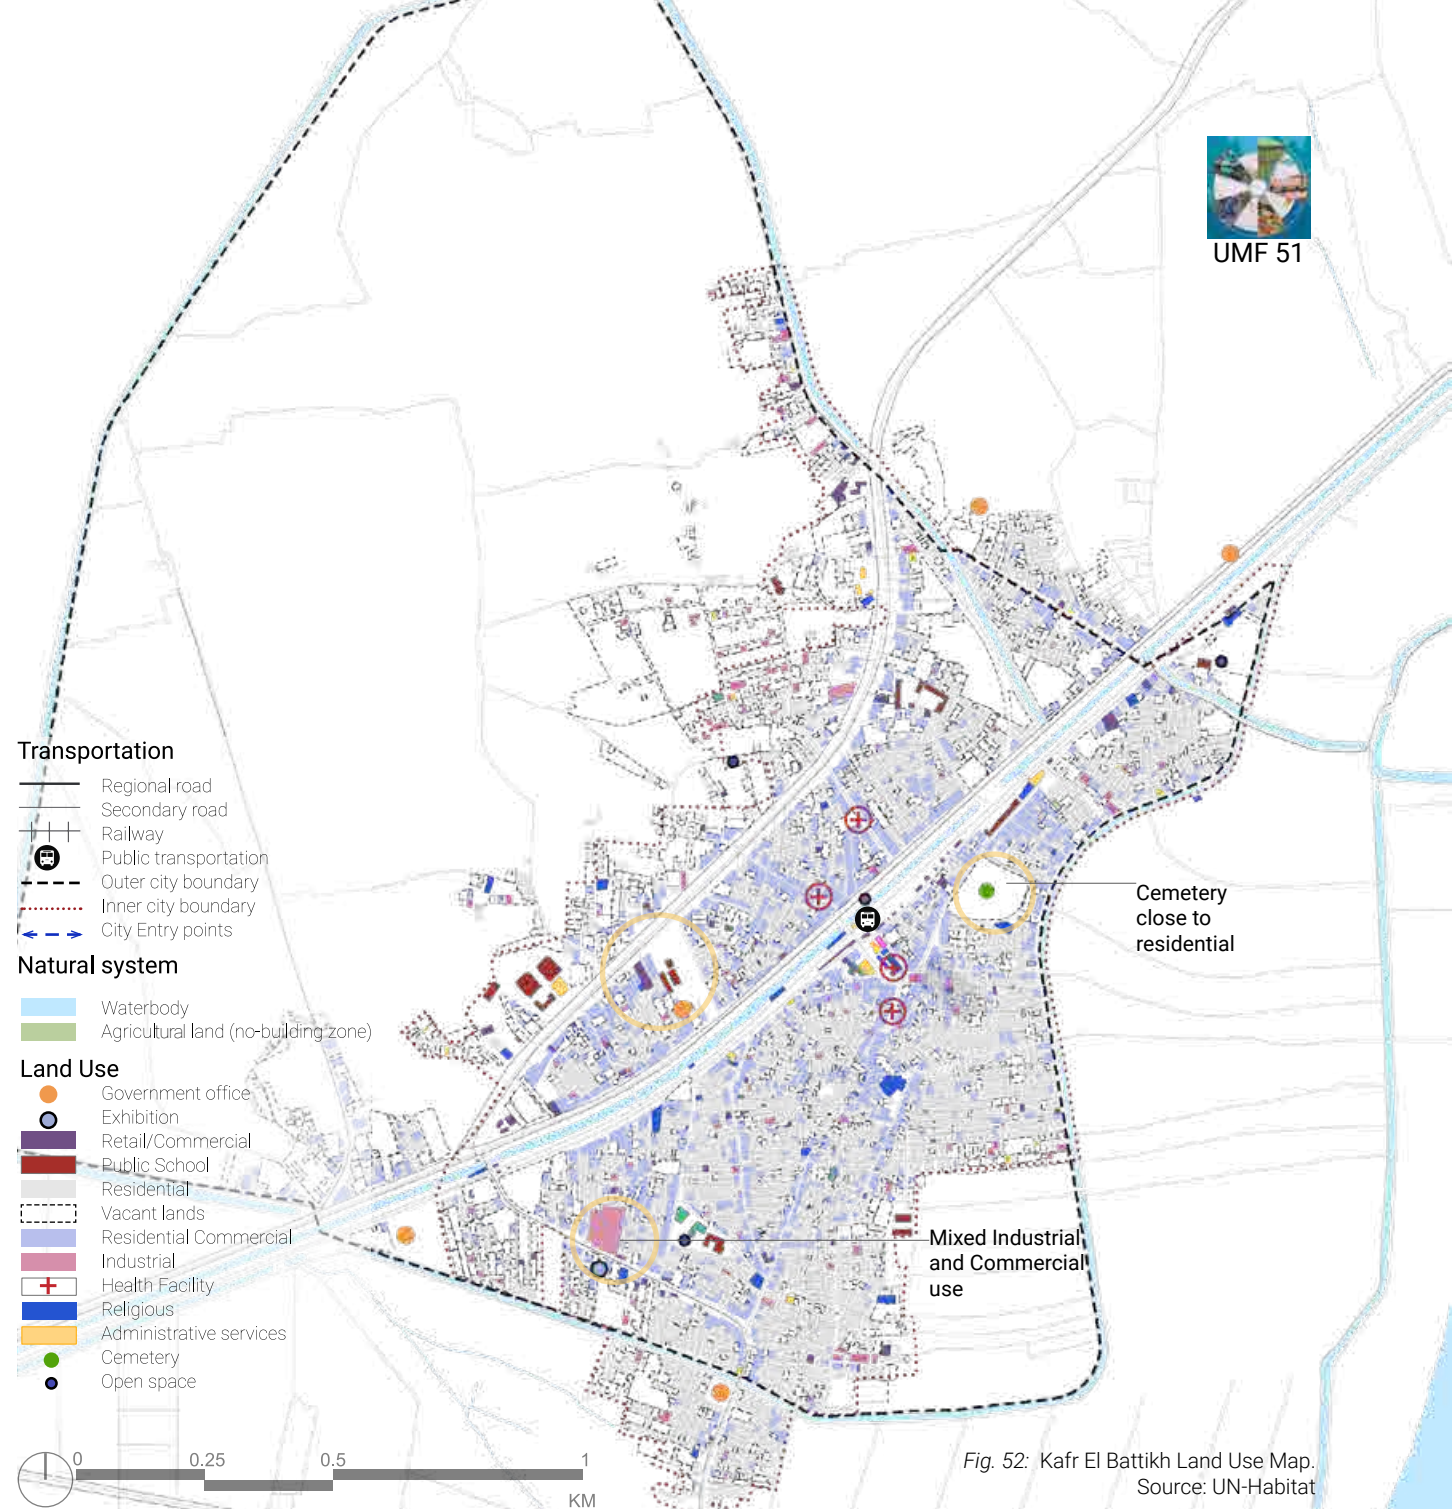 UMF 51
Transportation
Regional road
Secondary road
Railway
Public transportation
Outer city boundary
Inner city boundary
City Entry points
Natural system
Waterbody
Agricultural land (no-building zone)
Land Use
Government office
Exhibition
Retail/Commercial
Public School
Residential
Vacant lands
Residential Commercial
Industrial
Health Facility
Religious
Administrative services
Cemetery
Open space
Cemetery
close to
residential
Mixed Industrial
and Commercial
use
0 0.25 0.5 1
KM
Fig. 52: Kafr El Battikh Land Use Map.
Source: UN-Habitat